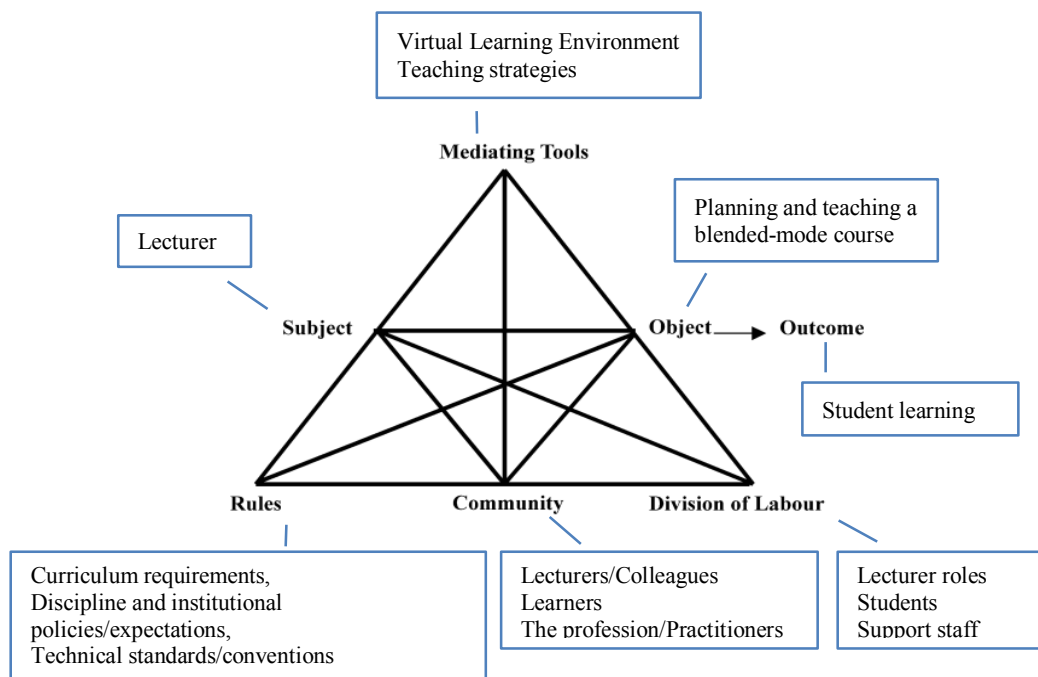 Virtual Learning Environment
Teaching strategies
Mediating Tools
Planning and teaching a
blended-mode course
Lecturer
Subject
Object
Outcome
Student learning
Rules
Community
Division of Labour
Curriculum requirements,
Discipline and institutional
policies/expectations,
Technical standards/conventions
Lecturers/Colleagues
Learners
The profession/Practitioners
Lecturer roles
Students
Support staff